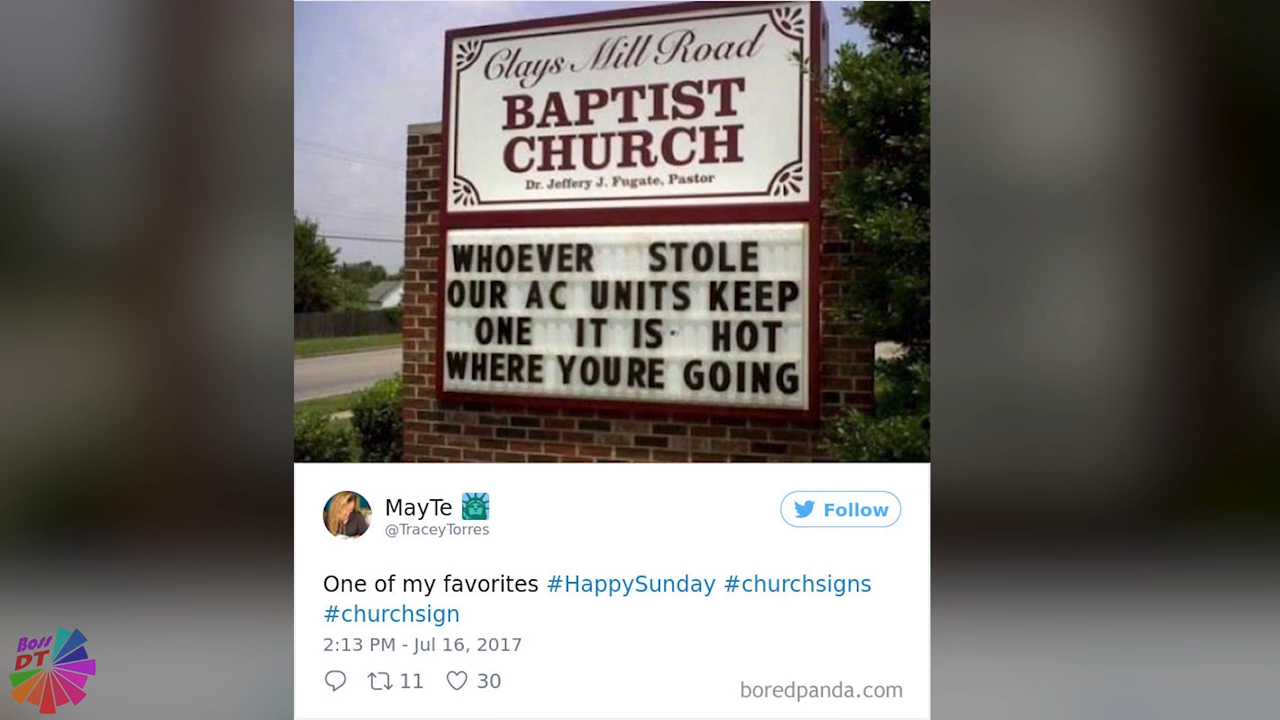 Clays Mill Road
BAPTIST
CHURCH
Dr. Jeffery J. Fugate, Pastor
WHOEVER STOLE
OUR AC UNITS KEEP
ONE IT IS HOT
WHERE YOURE GOING
MayTe
@TraceyTorres
Follow
One of my favorites #HappySunday #churchsigns
#churchsign
2:13 PM - Jul 16, 2017
11 30
boredpanda.com
Boss
DT